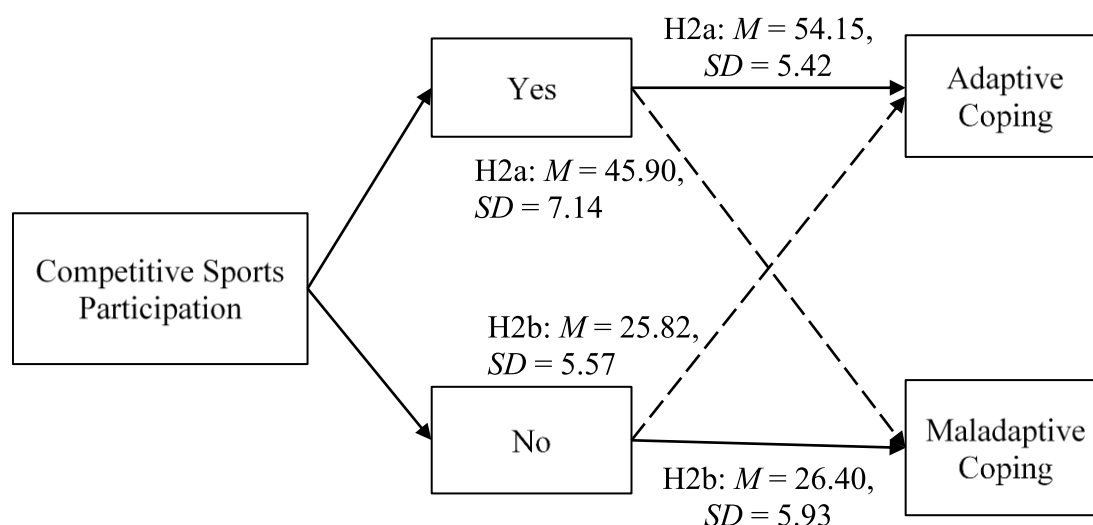 H2a: M = 54.15,
SD = 5.42
Yes
Adaptive
Coping
H2a: M = 45.90,
SD = 7.14
Competitive Sports
Participation
H2b: M = 25.82,
SD = 5.57
No
Maladaptive
Coping
H2b: M = 26.40,
SD = 5.93